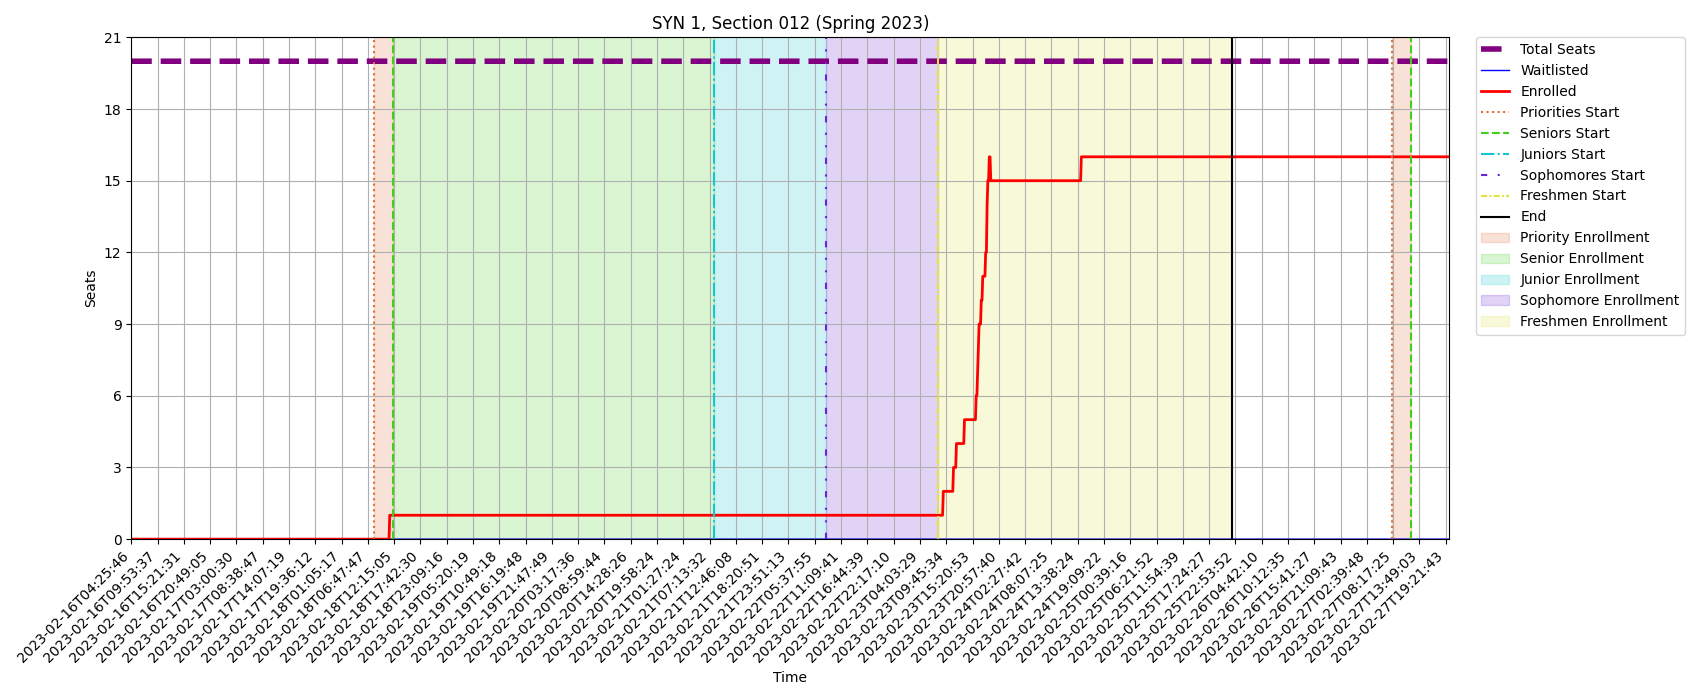 SYN 1, Section 012 (Spring 2023)
21
18
15
12
9
6
3
0
Seats
2023-02-16T04:25:46
2023-02-16T09:53:37
2023-02-16T15:21:31
2023-02-16T20:49:05
2023-02-17T03:00:30
2023-02-17T08:38:47
2023-02-17T14:07:19
2023-02-17T19:36:12
2023-02-18T01:05:17
2023-02-18T06:47:47
2023-02-18T12:15:05
2023-02-18T17:42:30
2023-02-18T23:09:16
2023-02-19T05:20:19
2023-02-19T10:49:18
2023-02-19T16:19:48
2023-02-19T21:47:49
2023-02-20T03:17:36
2023-02-20T08:59:44
2023-02-20T14:28:26
2023-02-20T19:58:24
2023-02-21T01:27:24
2023-02-21T07:13:32
2023-02-21T12:46:08
2023-02-21T18:20:51
2023-02-21T23:51:13
2023-02-22T05:37:55
2023-02-22T11:09:41
2023-02-22T16:44:39
2023-02-22T22:17:10
2023-02-23T04:03:29
2023-02-23T09:45:34
2023-02-23T15:20:53
2023-02-23T20:57:40
2023-02-24T02:27:42
2023-02-24T08:07:25
2023-02-24T13:38:24
2023-02-24T19:09:22
2023-02-25T00:39:16
2023-02-25T06:21:52
2023-02-25T11:54:39
2023-02-25T17:24:27
2023-02-25T22:53:52
2023-02-26T04:42:10
2023-02-26T10:12:35
2023-02-26T15:41:27
2023-02-26T21:09:43
2023-02-27T02:39:48
2023-02-27T08:17:25
2023-02-27T13:49:03
2023-02-27T19:21:43
Time
Total Seats
Waitlisted
Enrolled
Priorities Start
Seniors Start
Juniors Start
Sophomores Start
Freshmen Start
End
Priority Enrollment
Senior Enrollment
Junior Enrollment
Sophomore Enrollment
Freshmen Enrollment